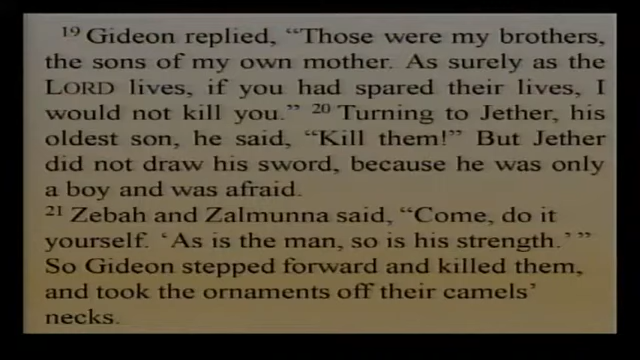 19 Gideon replied, “Those were my brothers,
the sons of my own mother. As surely as the
LORD lives, if you had spared their lives, I
would not kill you.” 20 Turning to Jether, his
oldest son, he said, “Kill them!” But Jether
did not draw his sword, because he was only
a boy and was afraid.
21 Zebah and Zalmunna said, “Come, do it
yourself. ‘As is the man, so is his strength.’”
So Gideon stepped forward and killed them,
and took the ornaments off their camels’
necks.